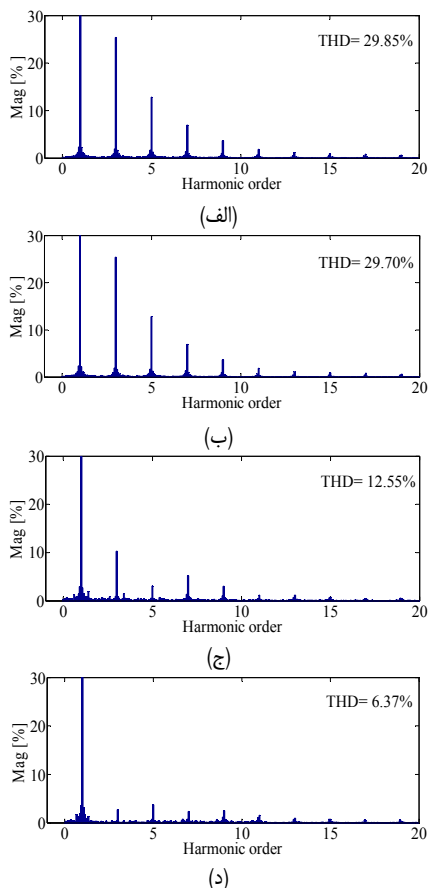 30
THD= 29.85%
20
Mag [%]
10
0
0 5 10 15 20
Harmonic order
(الف)
30
THD= 29.70%
20
Mag [%]
10
0
0 5 10 15 20
Harmonic order
(ب)
30
THD= 12.55%
20
Mag [%]
10
0
0 5 10 15 20
Harmonic order
(ج)
30
THD= 6.37%
20
Mag [%]
10
0
0 5 10 15 20
Harmonic order
(د)